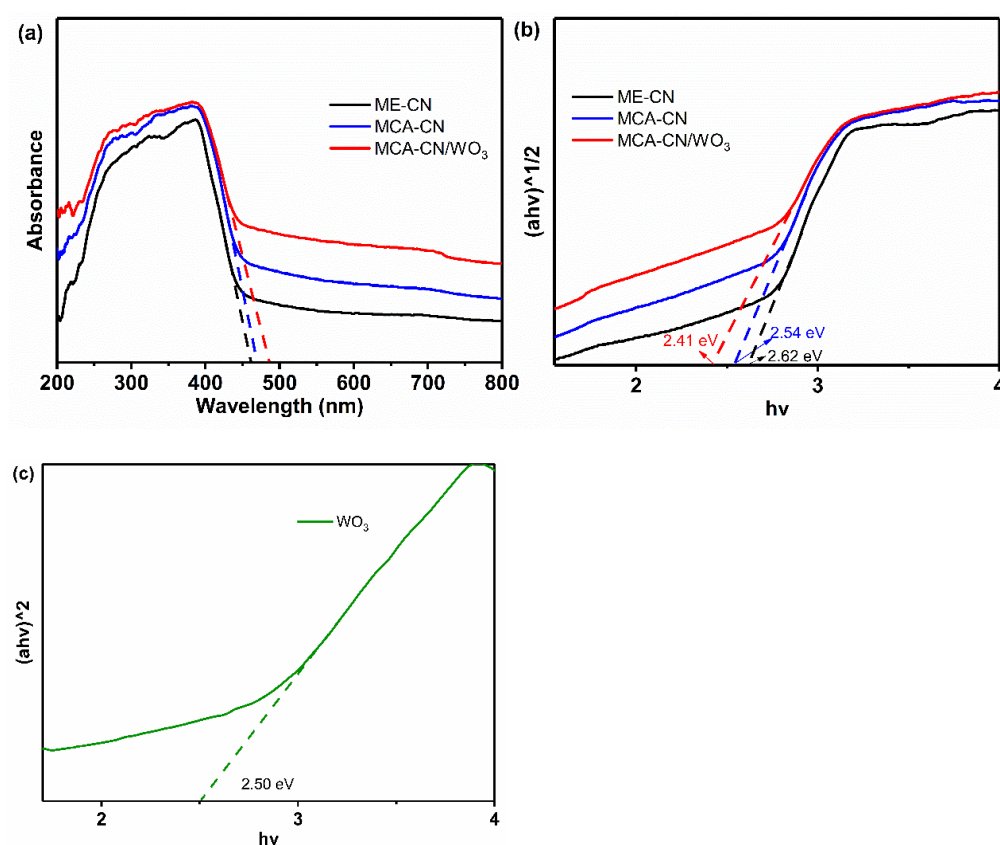 (a)
ME-CN
MCA-CN
MCA-CN/WO₃
Absorbance
200 300 400 500 600 700 800
Wavelength (nm)
(b)
ME-CN
MCA-CN
MCA-CN/WO₃
(ahv)^1/2
2.41 eV
2.54 eV
2.62 eV
2 3 4
hv
(c)
WO₃
(ahv)^2
2.50 eV
2 3 4
hv